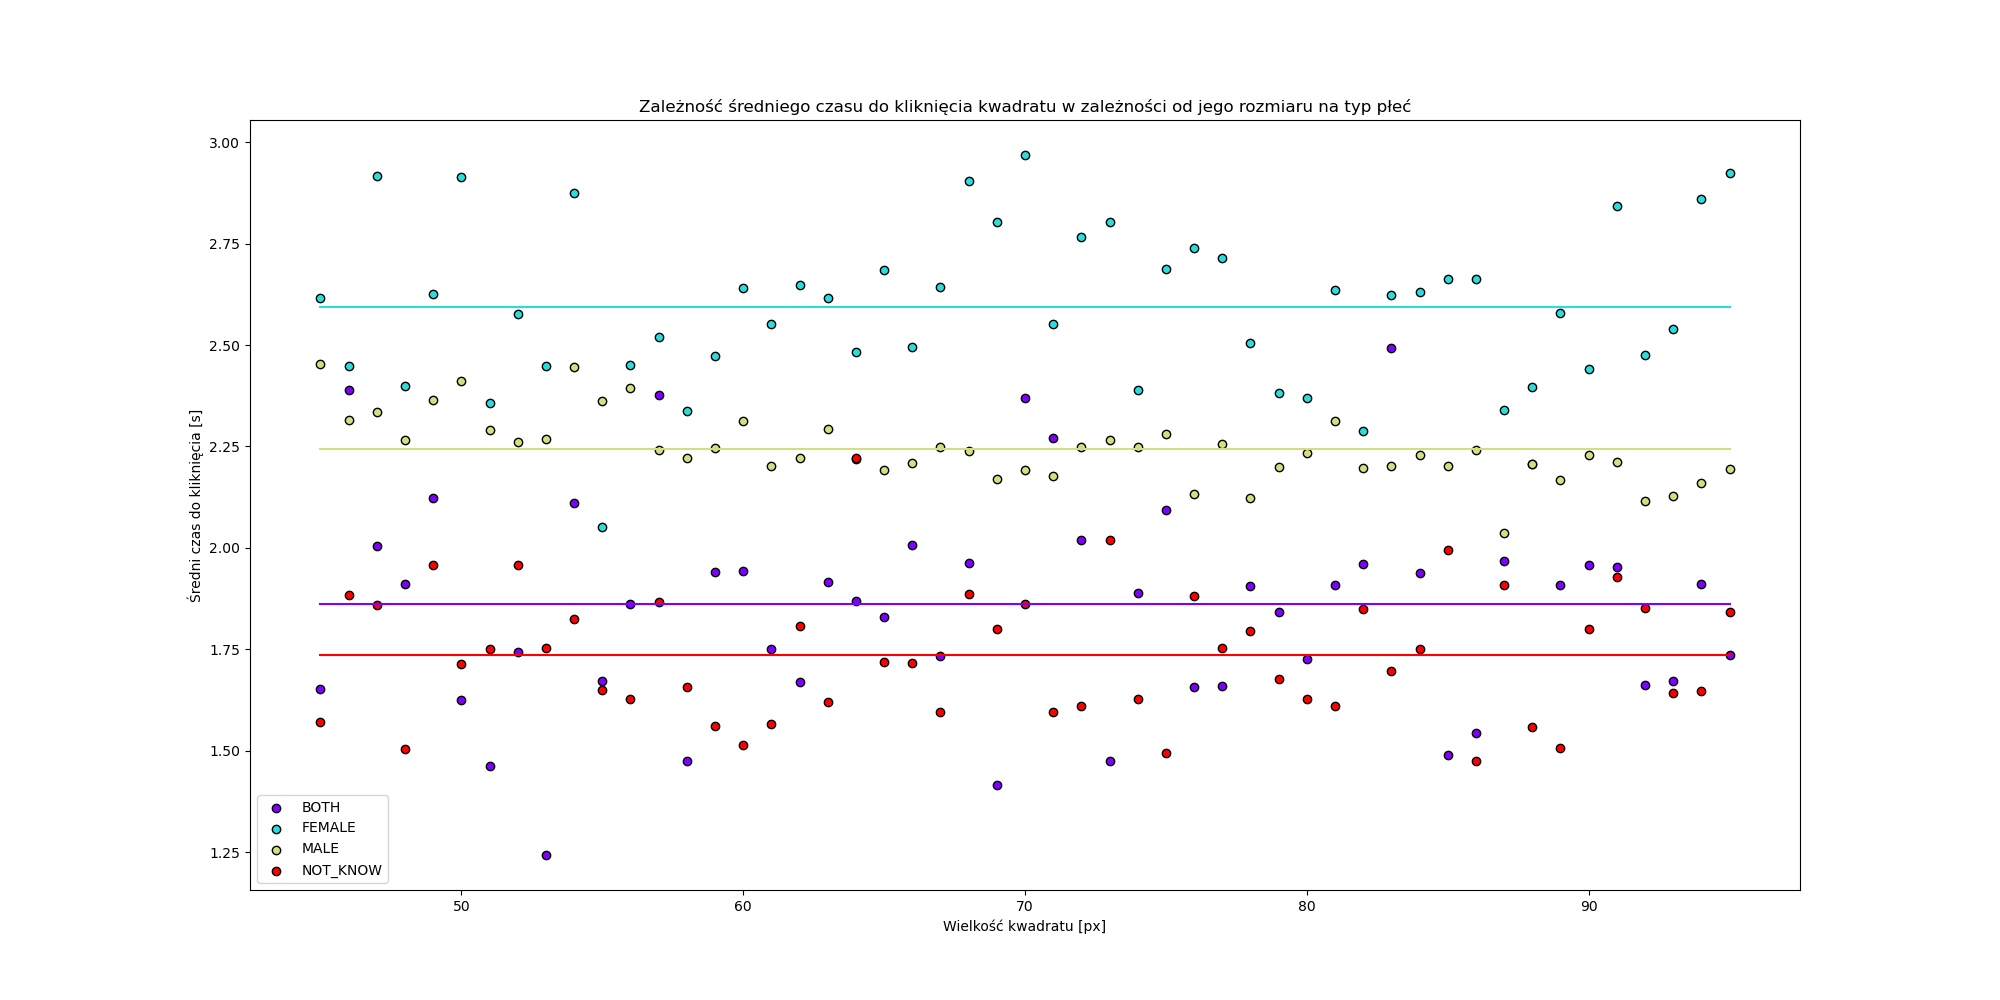 Zależność średniego czasu do kliknięcia kwadratu w zależności od jego rozmiaru na typ płeć
3.00
2.75
2.50
2.25
2.00
1.75
1.50
1.25
Średni czas do kliknięcia [s]
BOTH
FEMALE
MALE
NOT_KNOW
50 60 70 80 90
Wielkość kwadratu [px]